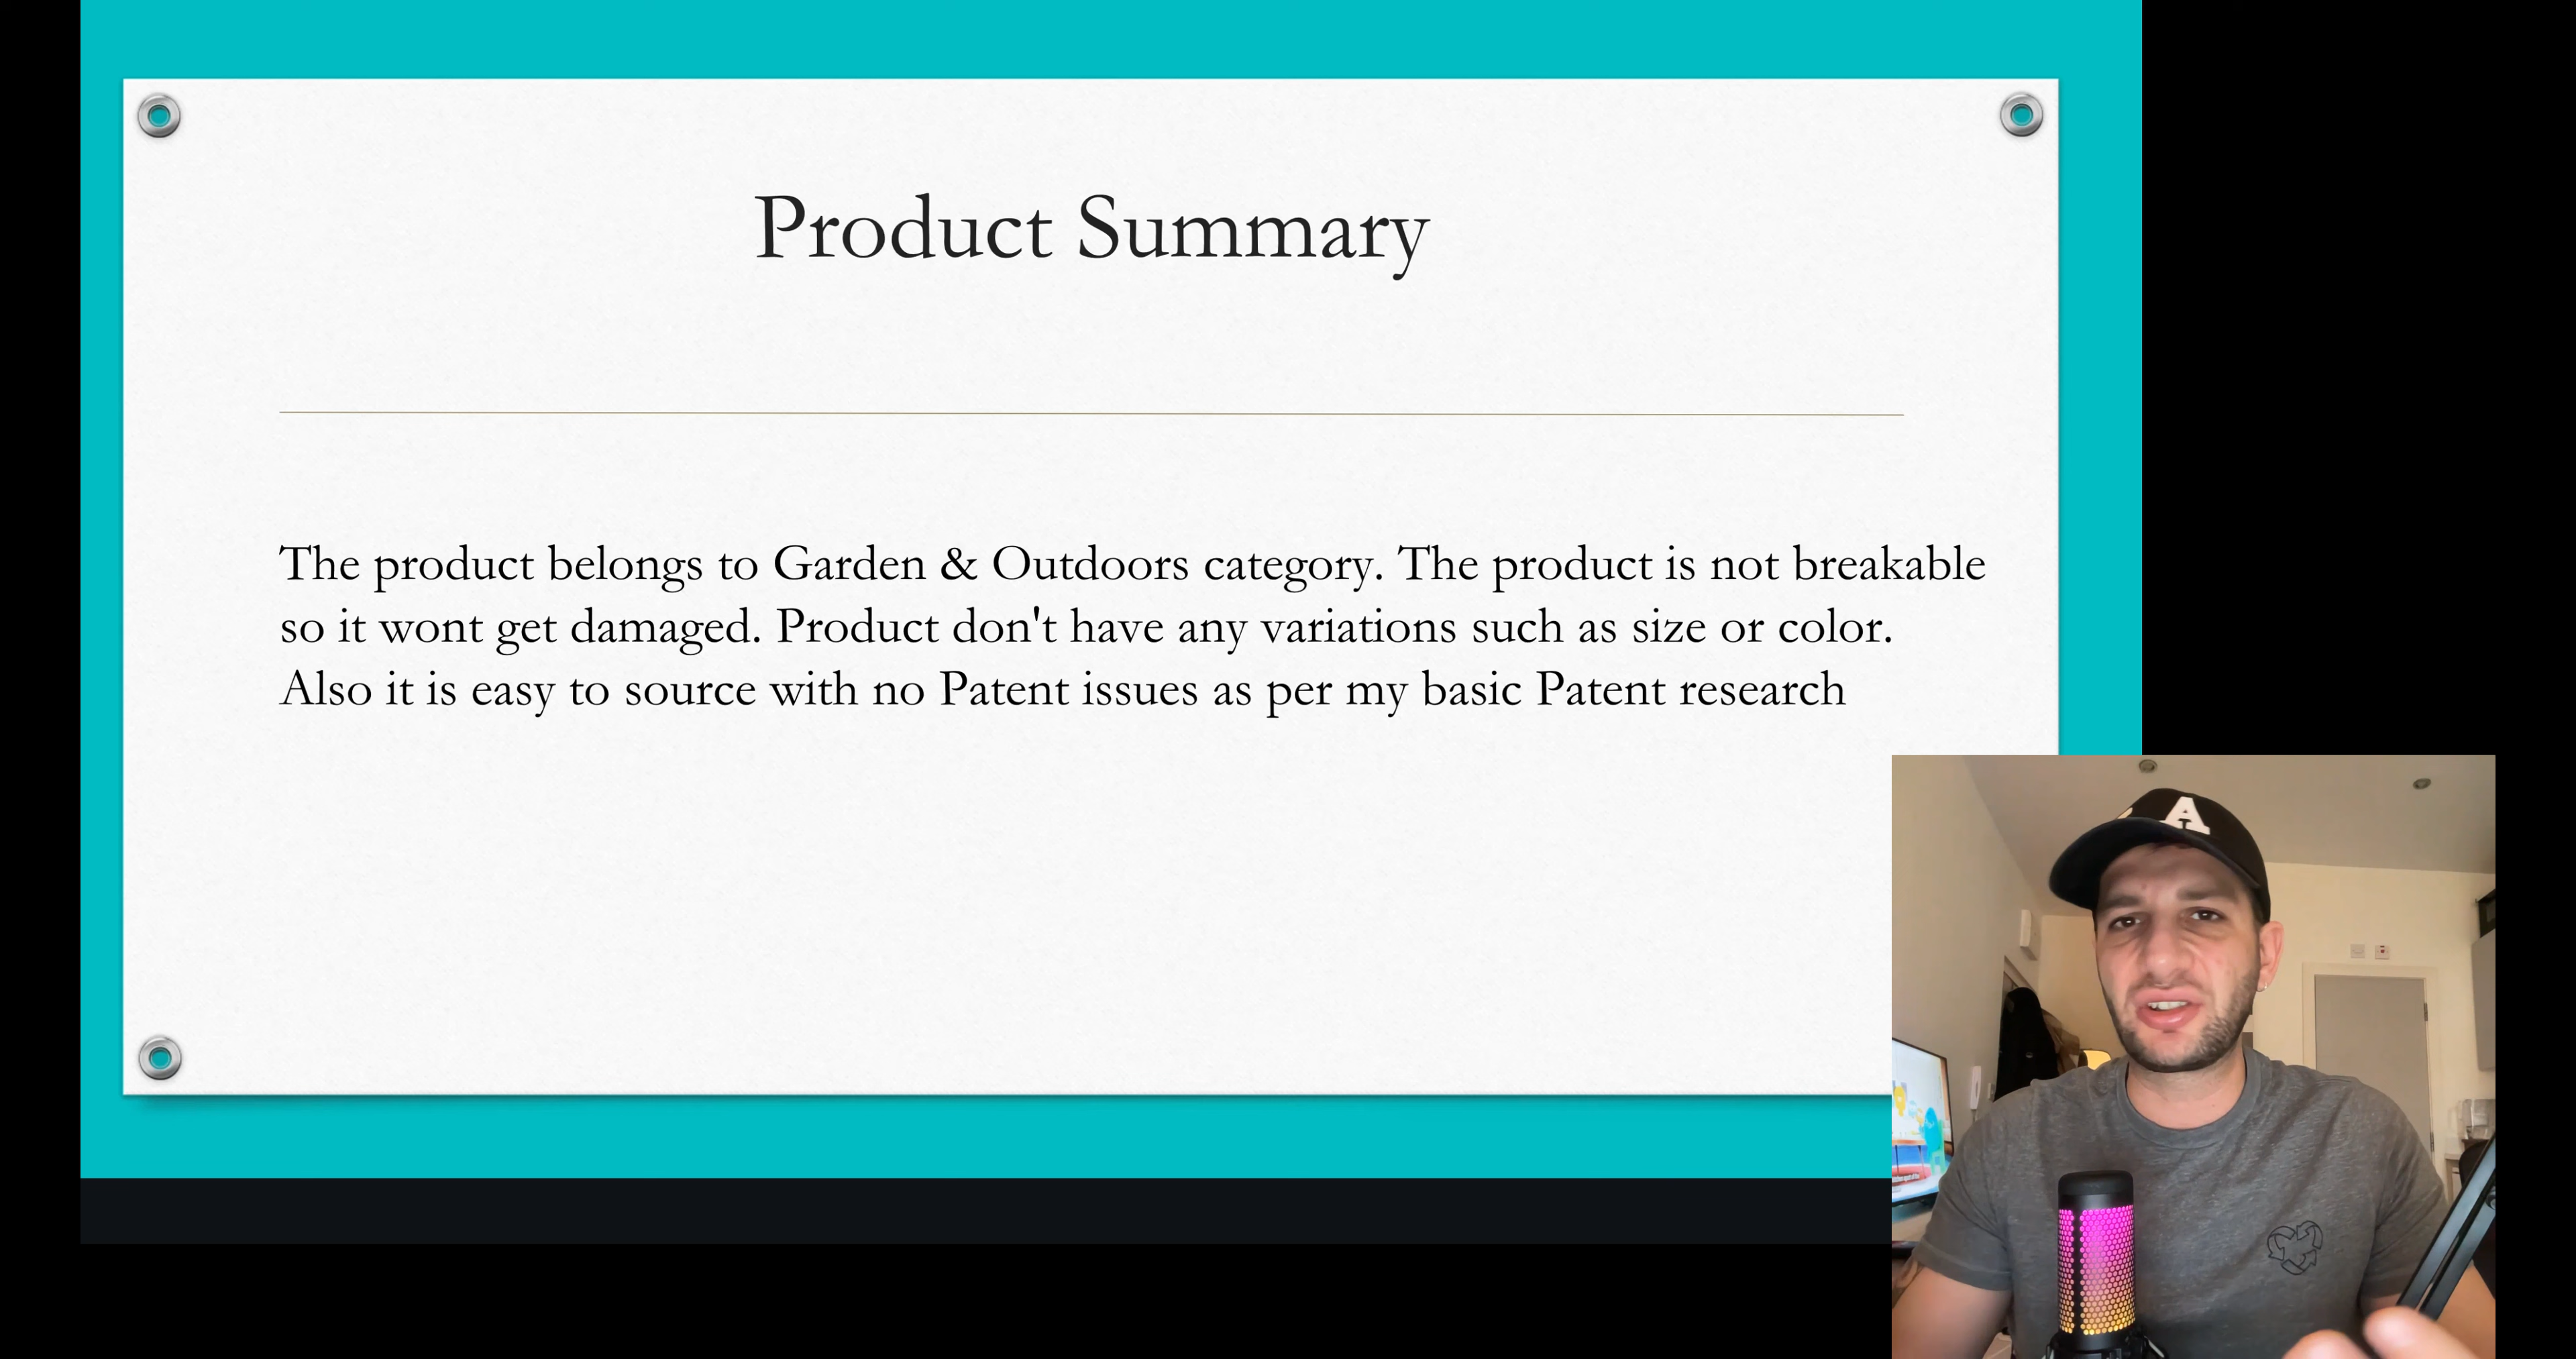 Product Summary
The product belongs to Garden & Outdoors category. The product is not breakable
so it wont get damaged. Product don't have any variations such as size or color.
Also it is easy to source with no Patent issues as per my basic Patent research
A